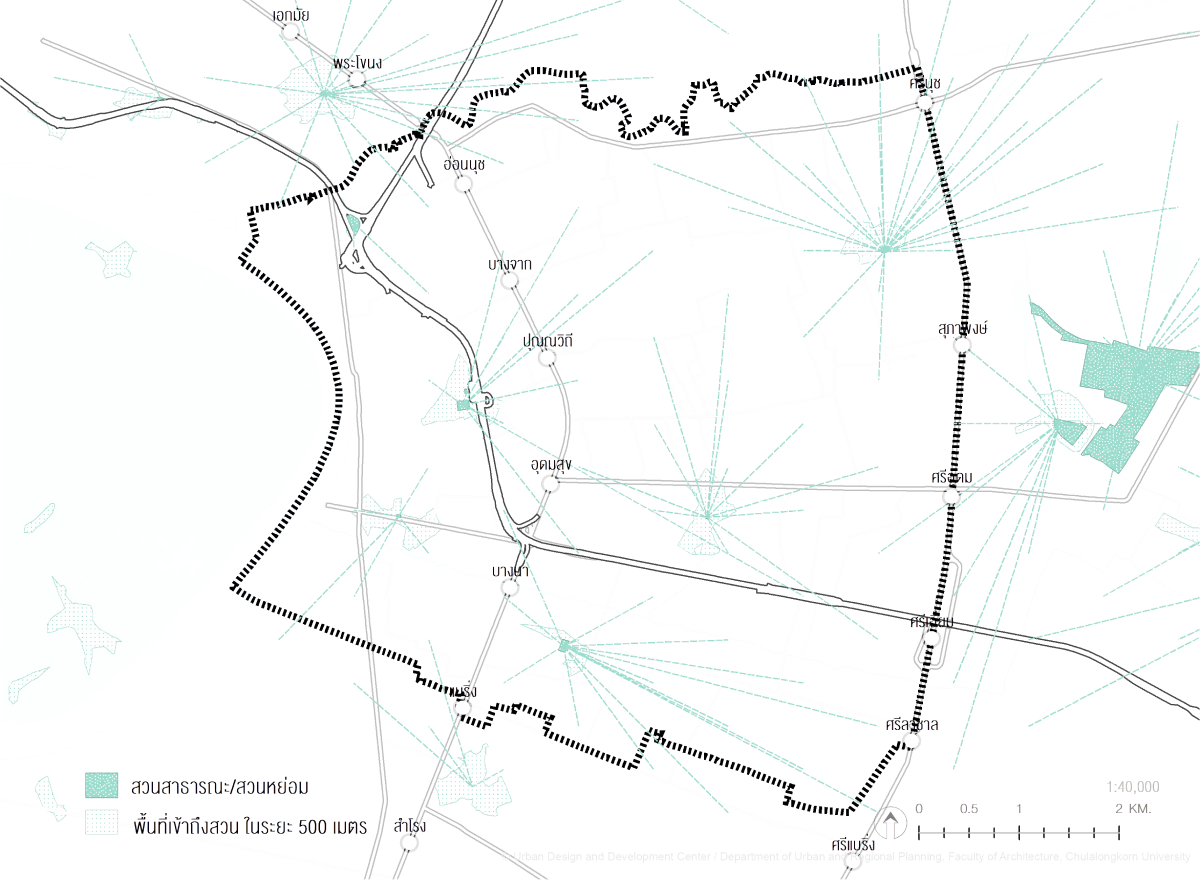 เอกมัย
พระโขนง
ศรีนุช
อ่อนนุช
บางจาก
สุภาพงษ์
ปุณณวิถี
อุดมสุข
ศรีอุดม
บางนา
ศรีเอี่ยม
แบริ่ง
ศรีลาซาล
สวนสาธารณะ/สวนหย่อม
1:40,000
0 0.5 1 2 KM.
พื้นที่เข้าถึงสวน ในระยะ 500 เมตร
สำโรง
ศรีแบริ่ง
Urban Design and Development Center / Department of Urban and Regional Planning, Faculty of Architecture, Chulalongkorn University